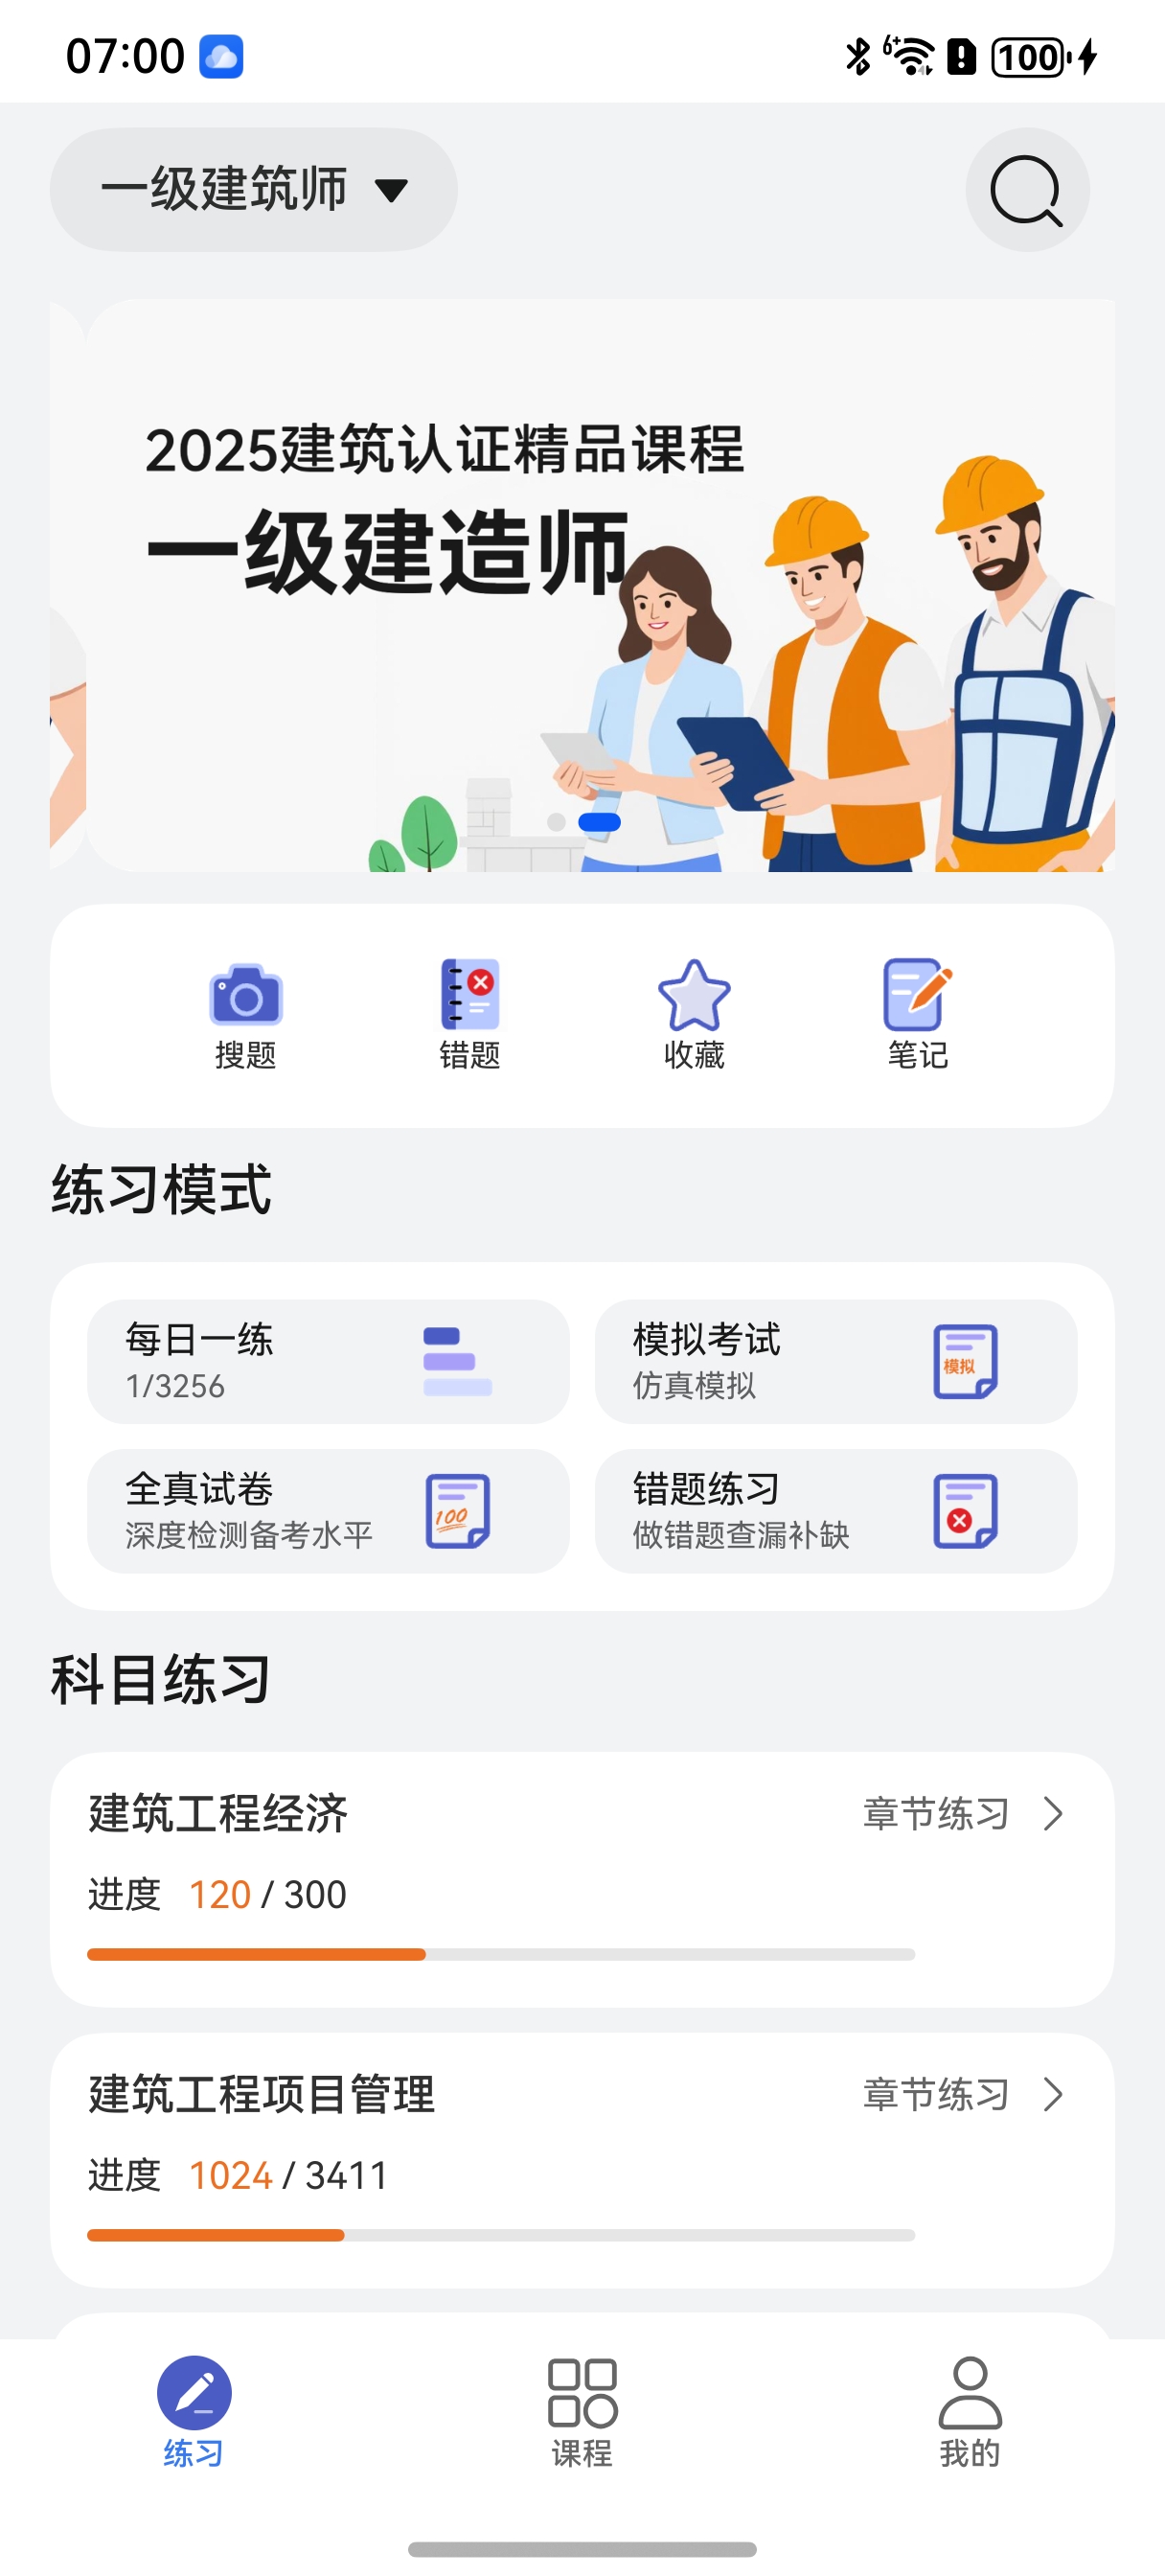 07:00
6+
100
一级建筑师
2025建筑认证精品课程
一级建造师
搜题
错题
收藏
笔记
练习模式
每日一练
1/3256
模拟考试
仿真模拟
模拟
全真试卷
深度检测备考水平
100
错题练习
做错题查漏补缺
科目练习
建筑工程经济
章节练习
进度 120 / 300
建筑工程项目管理
章节练习
进度 1024 / 3411
练习
课程
我的